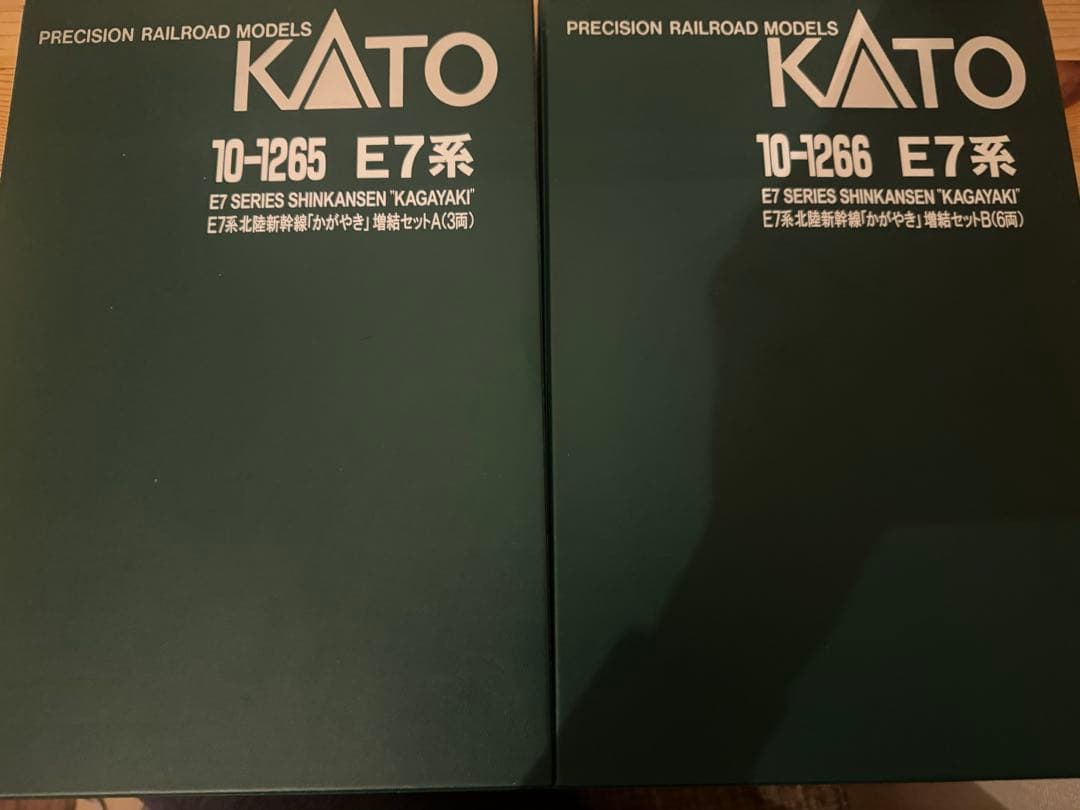 PRECISION RAILROAD MODELS
KATO
10-1265 E7系
E7 SERIES SHINKANSEN "KAGAYAKI"
E7系北陸新幹線「かがやき」増結セットA(3両)
PRECISION RAILROAD MODELS
KATO
10-1266 E7系
E7 SERIES SHINKANSEN "KAGAYAKI"
E7系北陸新幹線「かがやき」増結セットB(6両)